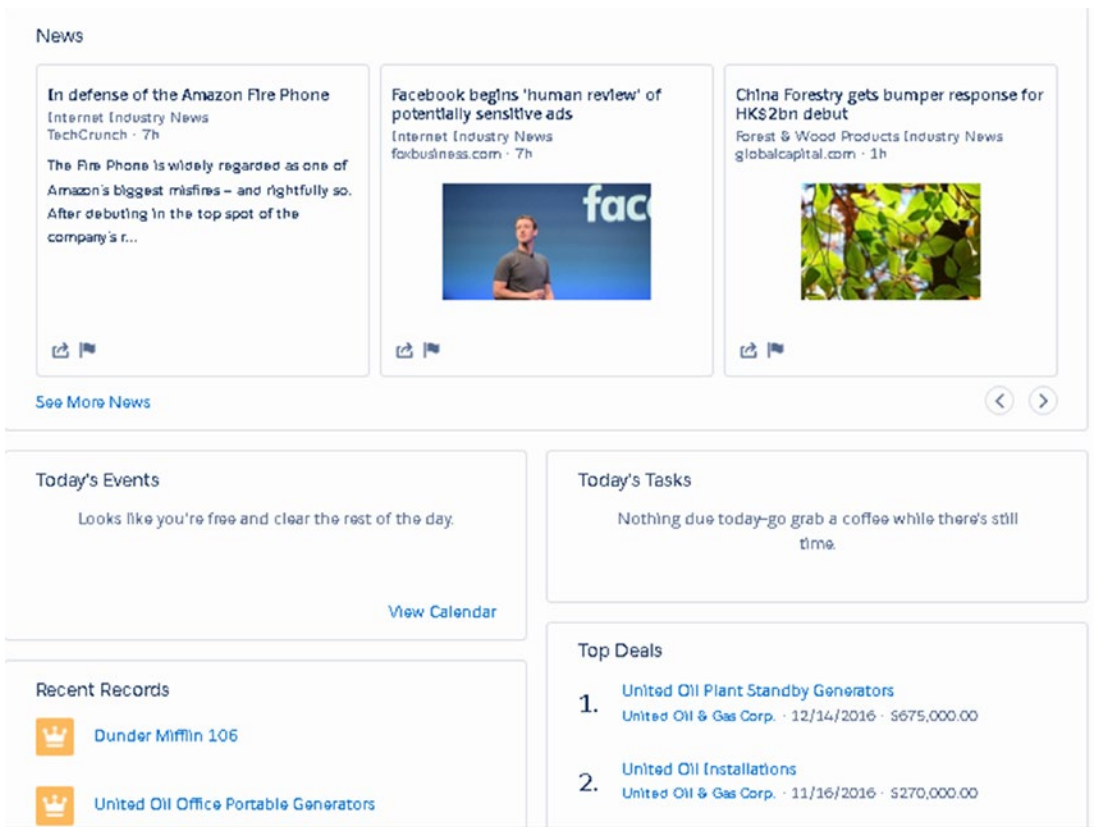 News
In defense of the Amazon Fire Phone
Internet Industry News
TechCrunch · 7h
The Fire Phone is widely regarded as one of
Amazon's biggest misfires – and rightfully so.
After debuting in the top spot of the
company's r...
Facebook begins 'human review' of
potentially sensitive ads
Internet Industry News
foxbusiness.com · 7h
fac
China Forestry gets bumper response for
HK$2bn debut
Forest & Wood Products Industry News
globalcapital.com · 1h
See More News
Today's Events
Looks like you're free and clear the rest of the day.
View Calendar
Today's Tasks
Nothing due today–go grab a coffee while there's still
time.
Recent Records
Dunder Mifflin 106
United Oil Office Portable Generators
Top Deals
1. United Oil Plant Standby Generators
United Oil & Gas Corp. · 12/14/2016 · $675,000.00
2. United Oil Installations
United Oil & Gas Corp. · 11/16/2016 · $270,000.00